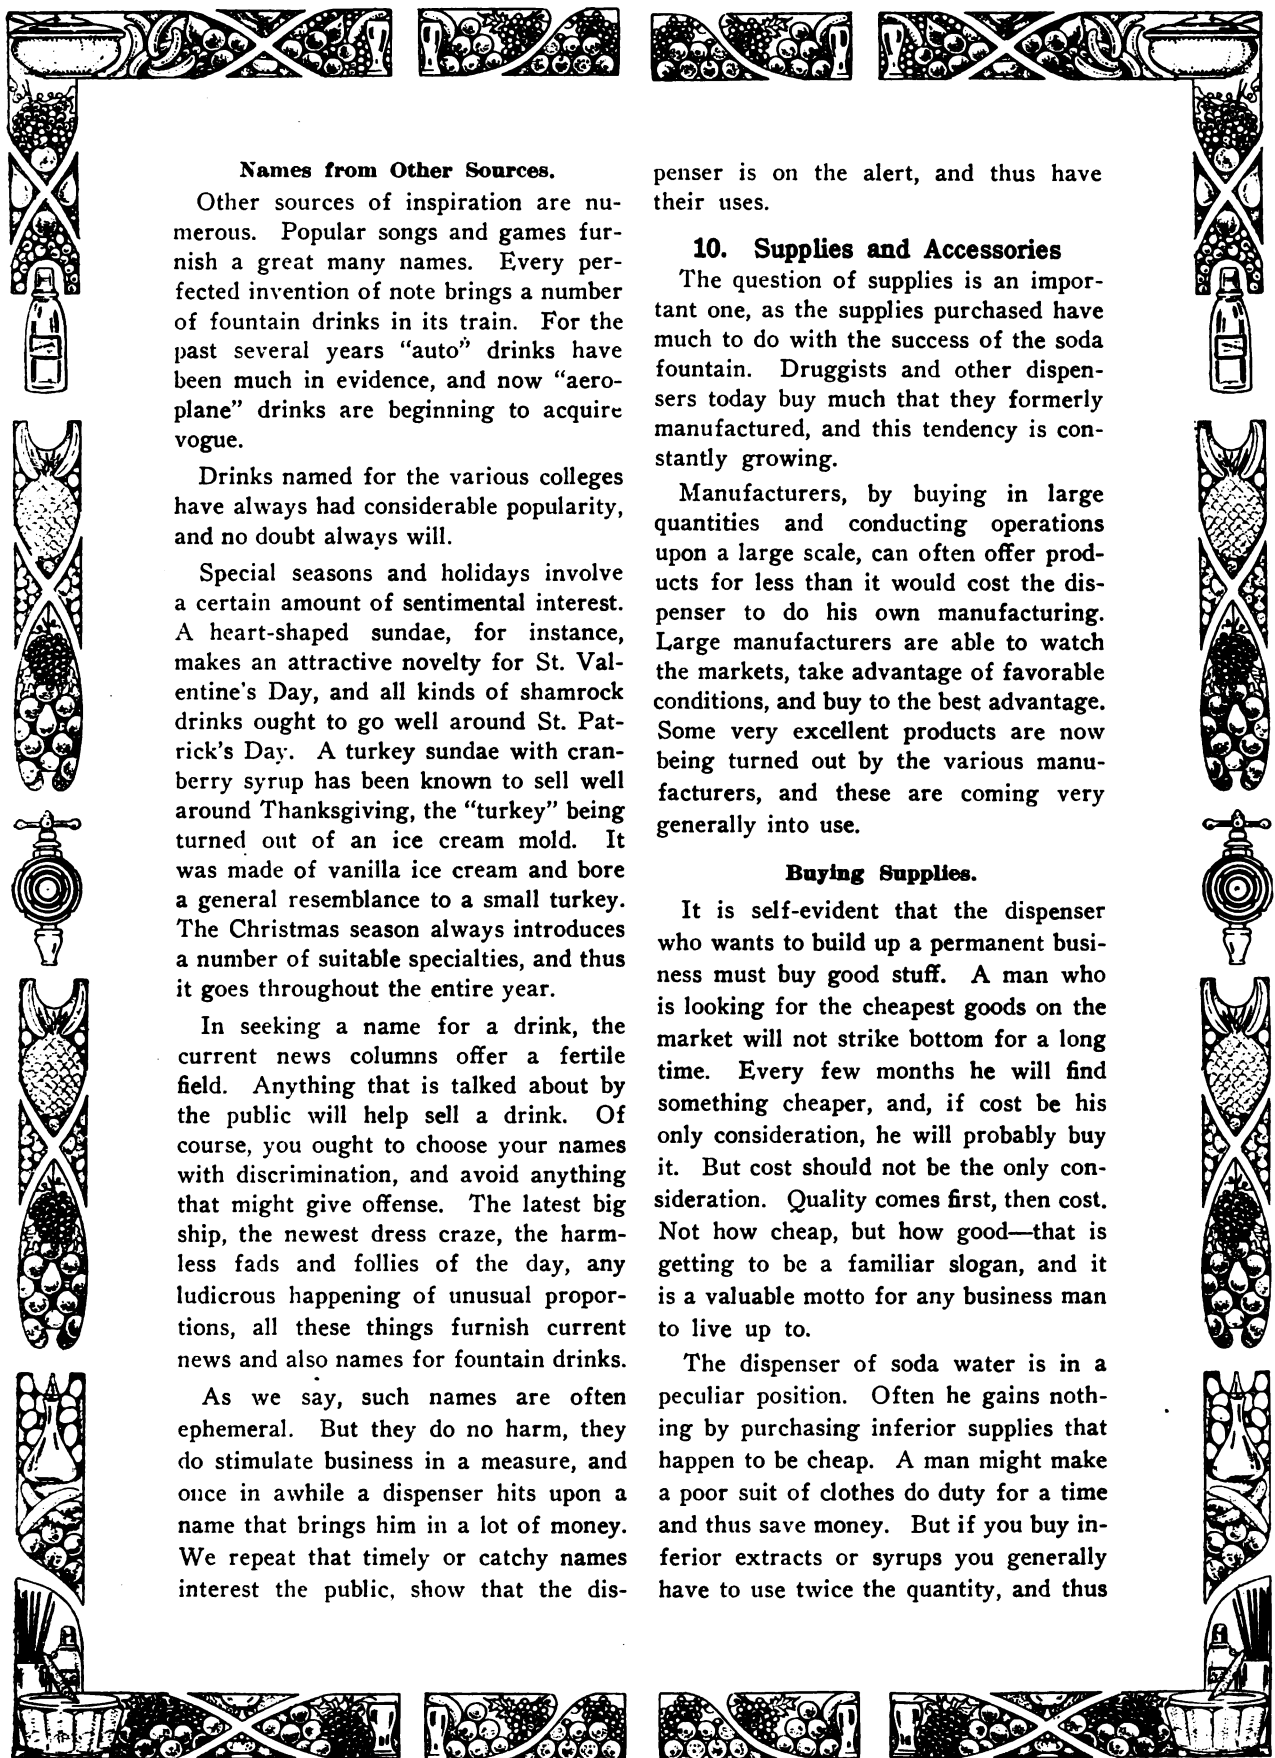 Names from Other Sources.
Other sources of inspiration are nu-
merous. Popular songs and games fur-
nish a great many names. Every per-
fected invention of note brings a number
of fountain drinks in its train. For the
past several years "auto" drinks have
been much in evidence, and now "aero-
plane" drinks are beginning to acquire
vogue.
Drinks named for the various colleges
have always had considerable popularity,
and no doubt always will.
Special seasons and holidays involve
a certain amount of sentimental interest.
A heart-shaped sundae, for instance,
makes an attractive novelty for St. Val-
entine's Day, and all kinds of shamrock
drinks ought to go well around St. Pat-
rick's Day. A turkey sundae with cran-
berry syrup has been known to sell well
around Thanksgiving, the "turkey" being
turned out of an ice cream mold. It
was made of vanilla ice cream and bore
a general resemblance to a small turkey.
The Christmas season always introduces
a number of suitable specialties, and thus
it goes throughout the entire year.
In seeking a name for a drink, the
current news columns offer a fertile
field. Anything that is talked about by
the public will help sell a drink. Of
course, you ought to choose your names
with discrimination, and avoid anything
that might give offense. The latest big
ship, the newest dress craze, the harm-
less fads and follies of the day, any
ludicrous happening of unusual propor-
tions, all these things furnish current
news and also names for fountain drinks.
As we say, such names are often
ephemeral. But they do no harm, they
do stimulate business in a measure, and
once in awhile a dispenser hits upon a
name that brings him in a lot of money.
We repeat that timely or catchy names
interest the public, show that the dis-
penser is on the alert, and thus have
their uses.
10. Supplies and Accessories
The question of supplies is an impor-
tant one, as the supplies purchased have
much to do with the success of the soda
fountain. Druggists and other dispen-
sers today buy much that they formerly
manufactured, and this tendency is con-
stantly growing.
Manufacturers, by buying in large
quantities and conducting operations
upon a large scale, can often offer prod-
ucts for less than it would cost the dis-
penser to do his own manufacturing.
Large manufacturers are able to watch
the markets, take advantage of favorable
conditions, and buy to the best advantage.
Some very excellent products are now
being turned out by the various manu-
facturers, and these are coming very
generally into use.
Buying Supplies.
It is self-evident that the dispenser
who wants to build up a permanent busi-
ness must buy good stuff. A man who
is looking for the cheapest goods on the
market will not strike bottom for a long
time. Every few months he will find
something cheaper, and, if cost be his
only consideration, he will probably buy
it. But cost should not be the only con-
sideration. Quality comes first, then cost.
Not how cheap, but how good—that is
getting to be a familiar slogan, and it
is a valuable motto for any business man
to live up to.
The dispenser of soda water is in a
peculiar position. Often he gains noth-
ing by purchasing inferior supplies that
happen to be cheap. A man might make
a poor suit of clothes do duty for a time
and thus save money. But if you buy in-
ferior extracts or syrups you generally
have to use twice the quantity, and thus